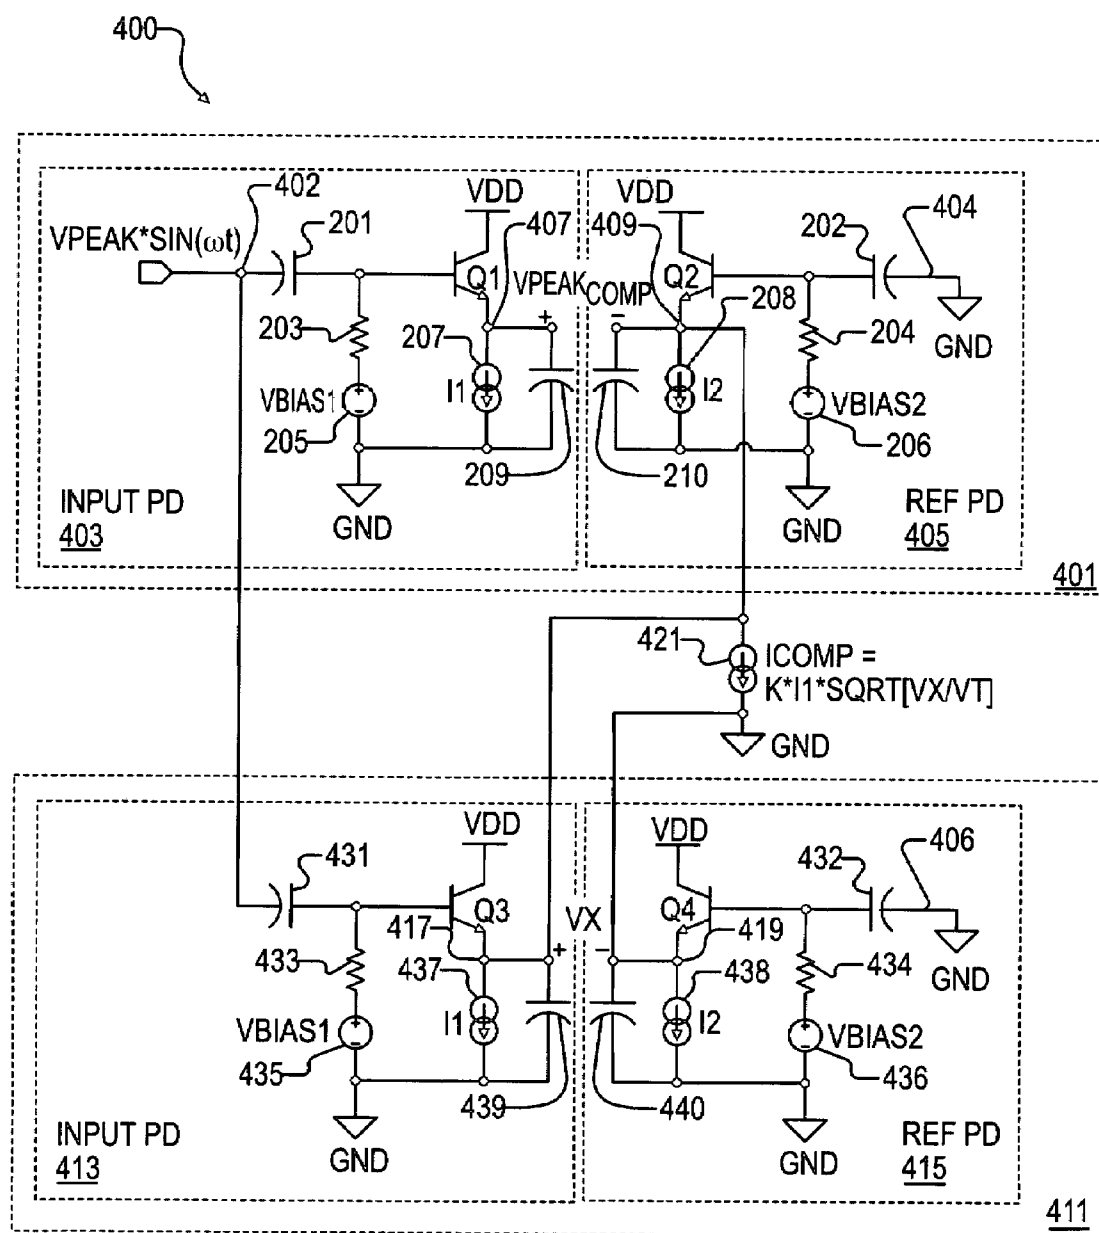 400
402
201
VDD
407
VDD
409
202
404
VPEAK*SIN(ωt)
Q1
VPEAK COMP
Q2
208
+
−
203
207
204
GND
I1
I2
VBIAS1
+
-
205
VBIAS2
+
-
206
209
210
INPUT PD
403
GND
GND
REF PD
405
401
421
ICOMP =
K*I1*SQRT[VX/VT]
GND
VDD
VDD
431
432
406
Q3
VX
Q4
417
+
−
419
433
437
438
434
GND
I1
I2
VBIAS1
+
-
435
VBIAS2
+
-
436
439
440
INPUT PD
413
GND
GND
REF PD
415
411